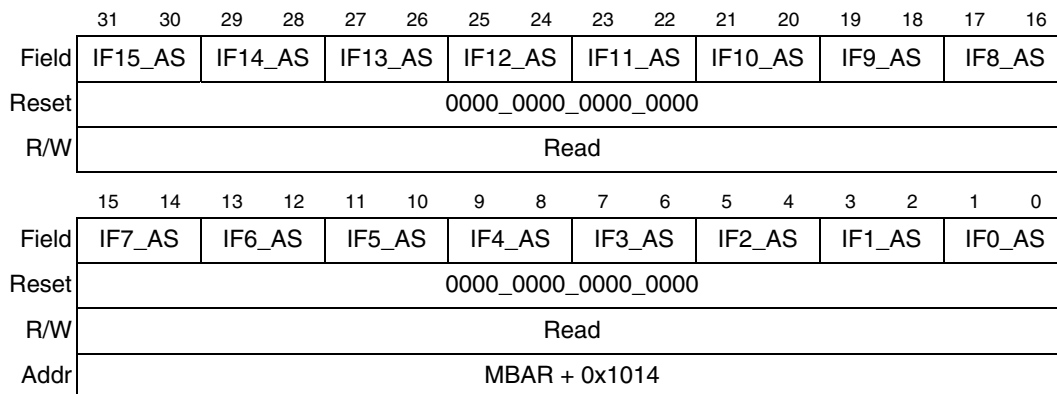 31 30 29 28 27 26 25 24 23 22 21 20 19 18 17 16
Field IF15_AS IF14_AS IF13_AS IF12_AS IF11_AS IF10_AS IF9_AS IF8_AS
Reset 0000_0000_0000_0000
R/W Read
15 14 13 12 11 10 9 8 7 6 5 4 3 2 1 0
Field IF7_AS IF6_AS IF5_AS IF4_AS IF3_AS IF2_AS IF1_AS IF0_AS
Reset 0000_0000_0000_0000
R/W Read
Addr MBAR + 0x1014